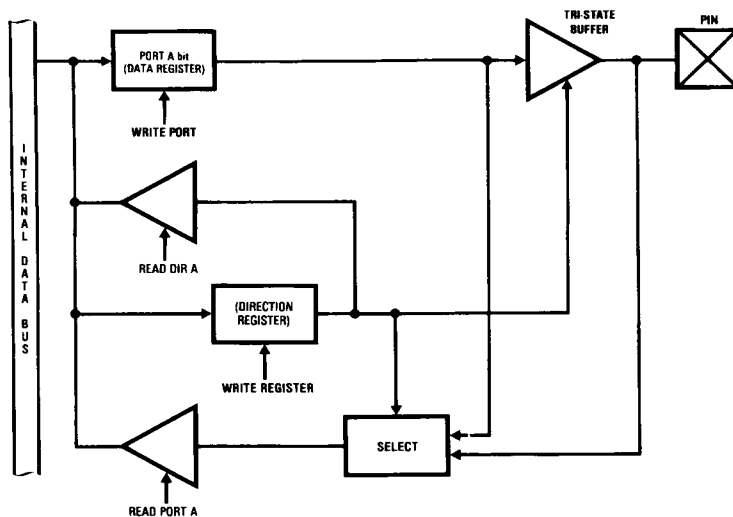 TRI-STATE
BUFFER
PIN
PORT A bit
(DATA REGISTER)
WRITE PORT
INTERNAL DATA BUS
READ DIR A
(DIRECTION
REGISTER)
WRITE REGISTER
SELECT
READ PORT A